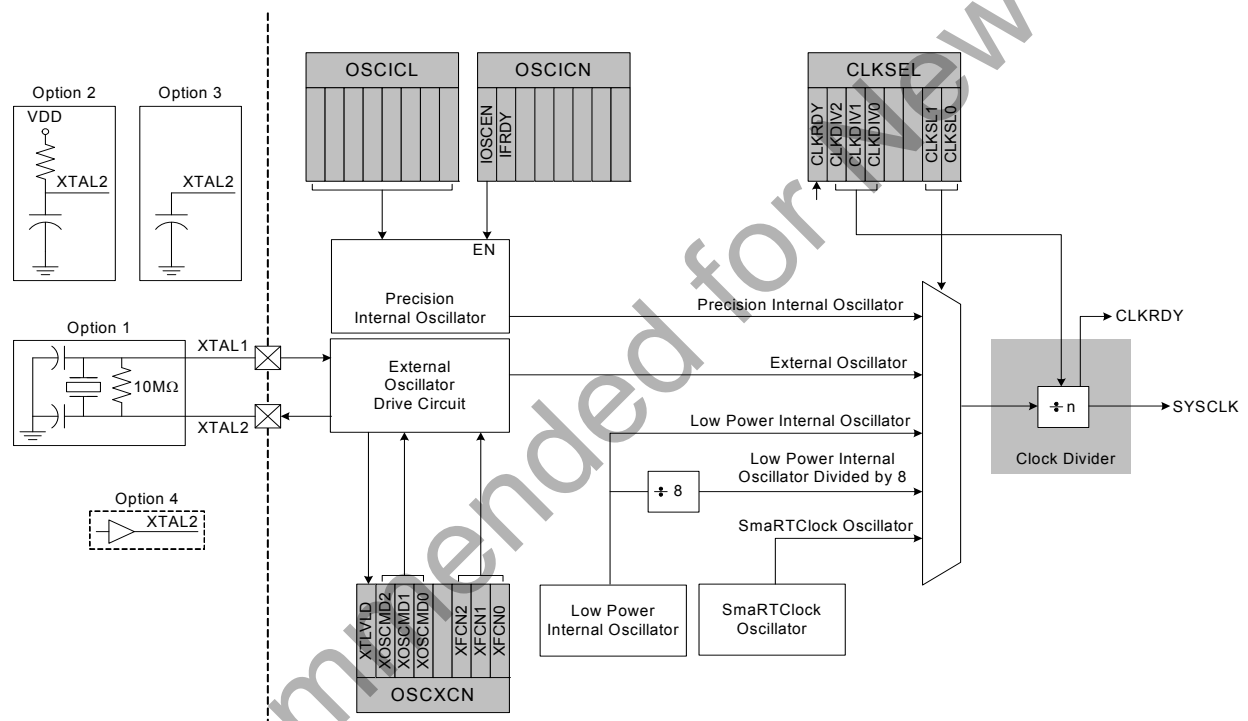 OSCICL
OSCICN
CLKSEL
IOSCEN
IFRDY
CLKRDY
CLKDIV2
CLKDIV1
CLKDIV0
CLKSL1
CLKSL0
Option 2
VDD
XTAL2
Option 3
XTAL2
EN
Precision
Internal Oscillator
Precision Internal Oscillator
CLKRDY
Option 1
10MΩ
XTAL1
XTAL2
External
Oscillator
Drive Circuit
External Oscillator
÷ n
SYSCLK
Clock Divider
Low Power Internal Oscillator
Low Power Internal
Oscillator Divided by 8
÷ 8
SmaRTClock Oscillator
Option 4
XTAL2
XTLVLD
XOSCMD2
XOSCMD1
XOSCMD0
XFCN2
XFCN1
XFCN0
OSCXCN
Low Power
Internal Oscillator
SmaRTClock
Oscillator
mmended for New